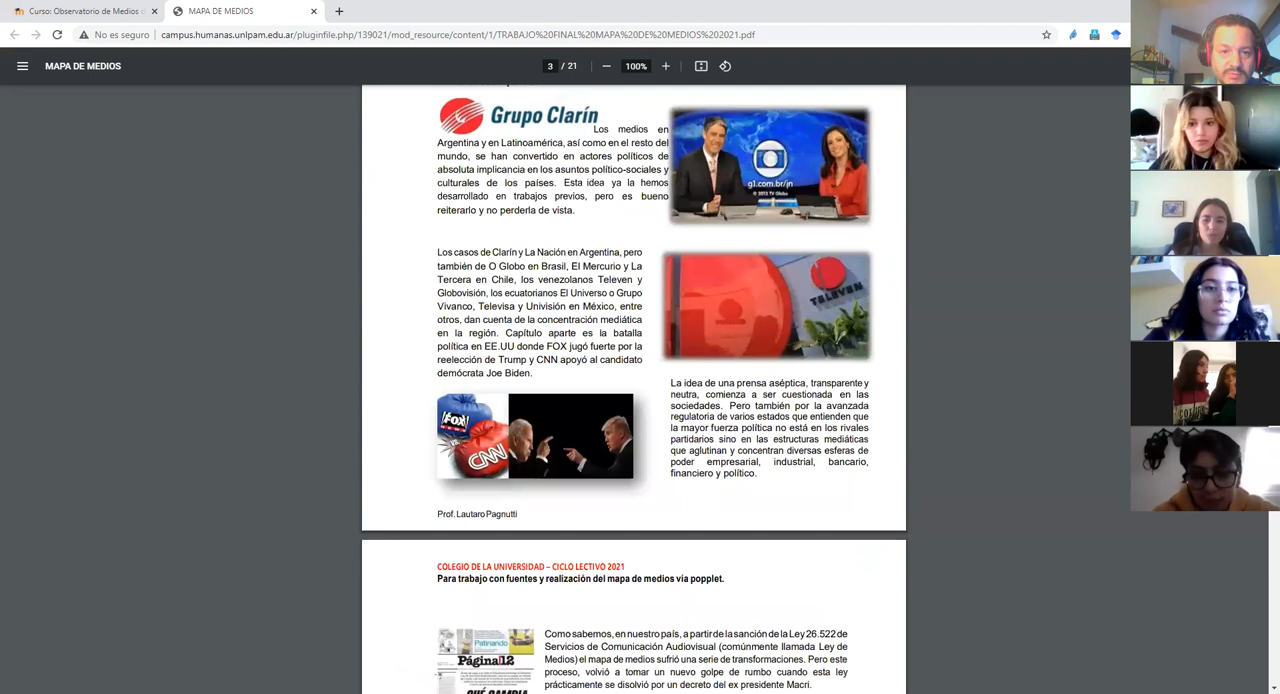 Curso: Observatorio de Medios d
MAPA DE MEDIOS
No es seguro
campus.humanas.unlpam.edu.ar/pluginfile.php/139021/mod_resource/content/1/TRABAJO%20FINAL%20MAPA%20DE%20MEDIOS%202021.pdf
MAPA DE MEDIOS
3 / 21
100%
Grupo Clarín
Los medios en
Argentina y en Latinoamérica, así como en el resto del
mundo, se han convertido en actores políticos de
absoluta implicancia en los asuntos político-sociales y
culturales de los países. Esta idea ya la hemos
desarrollado en trabajos previos, pero es bueno
reiterarlo y no perderla de vista.
g1.com.br/jn
© 2013 TV Globo
Los casos de Clarín y La Nación en Argentina, pero
también de O Globo en Brasil, El Mercurio y La
Tercera en Chile, los venezolanos Televen y
Globovisión, los ecuatorianos El Universo o Grupo
Vivanco, Televisa y Univisión en México, entre
otros, dan cuenta de la concentración mediática
en la región. Capítulo aparte es la batalla
política en EE.UU donde FOX jugó fuerte por la
reelección de Trump y CNN apoyó al candidato
demócrata Joe Biden.
TELEVEN
FOX
CNN
La idea de una prensa aséptica, transparente y
neutra, comienza a ser cuestionada en las
sociedades. Pero también por la avanzada
regulatoria de varios estados que entienden que
la mayor fuerza política no está en los rivales
partidarios sino en las estructuras mediáticas
que aglutinan y concentran diversas esferas de
poder empresarial, industrial, bancario,
financiero y político.
Prof. Lautaro Pagnutti
COLEGIO DE LA UNIVERSIDAD – CICLO LECTIVO 2021
Para trabajo con fuentes y realización del mapa de medios vía popplet.
Patinando
Página|12
QUÉ CAMBIA
Como sabemos, en nuestro país, a partir de la sanción de la Ley 26.522 de
Servicios de Comunicación Audiovisual (comúnmente llamada Ley de
Medios) el mapa de medios sufrió una serie de transformaciones. Pero este
proceso, volvió a tomar un nuevo golpe de rumbo cuando esta ley
prácticamente se disolvió por un decreto del ex presidente Macri.